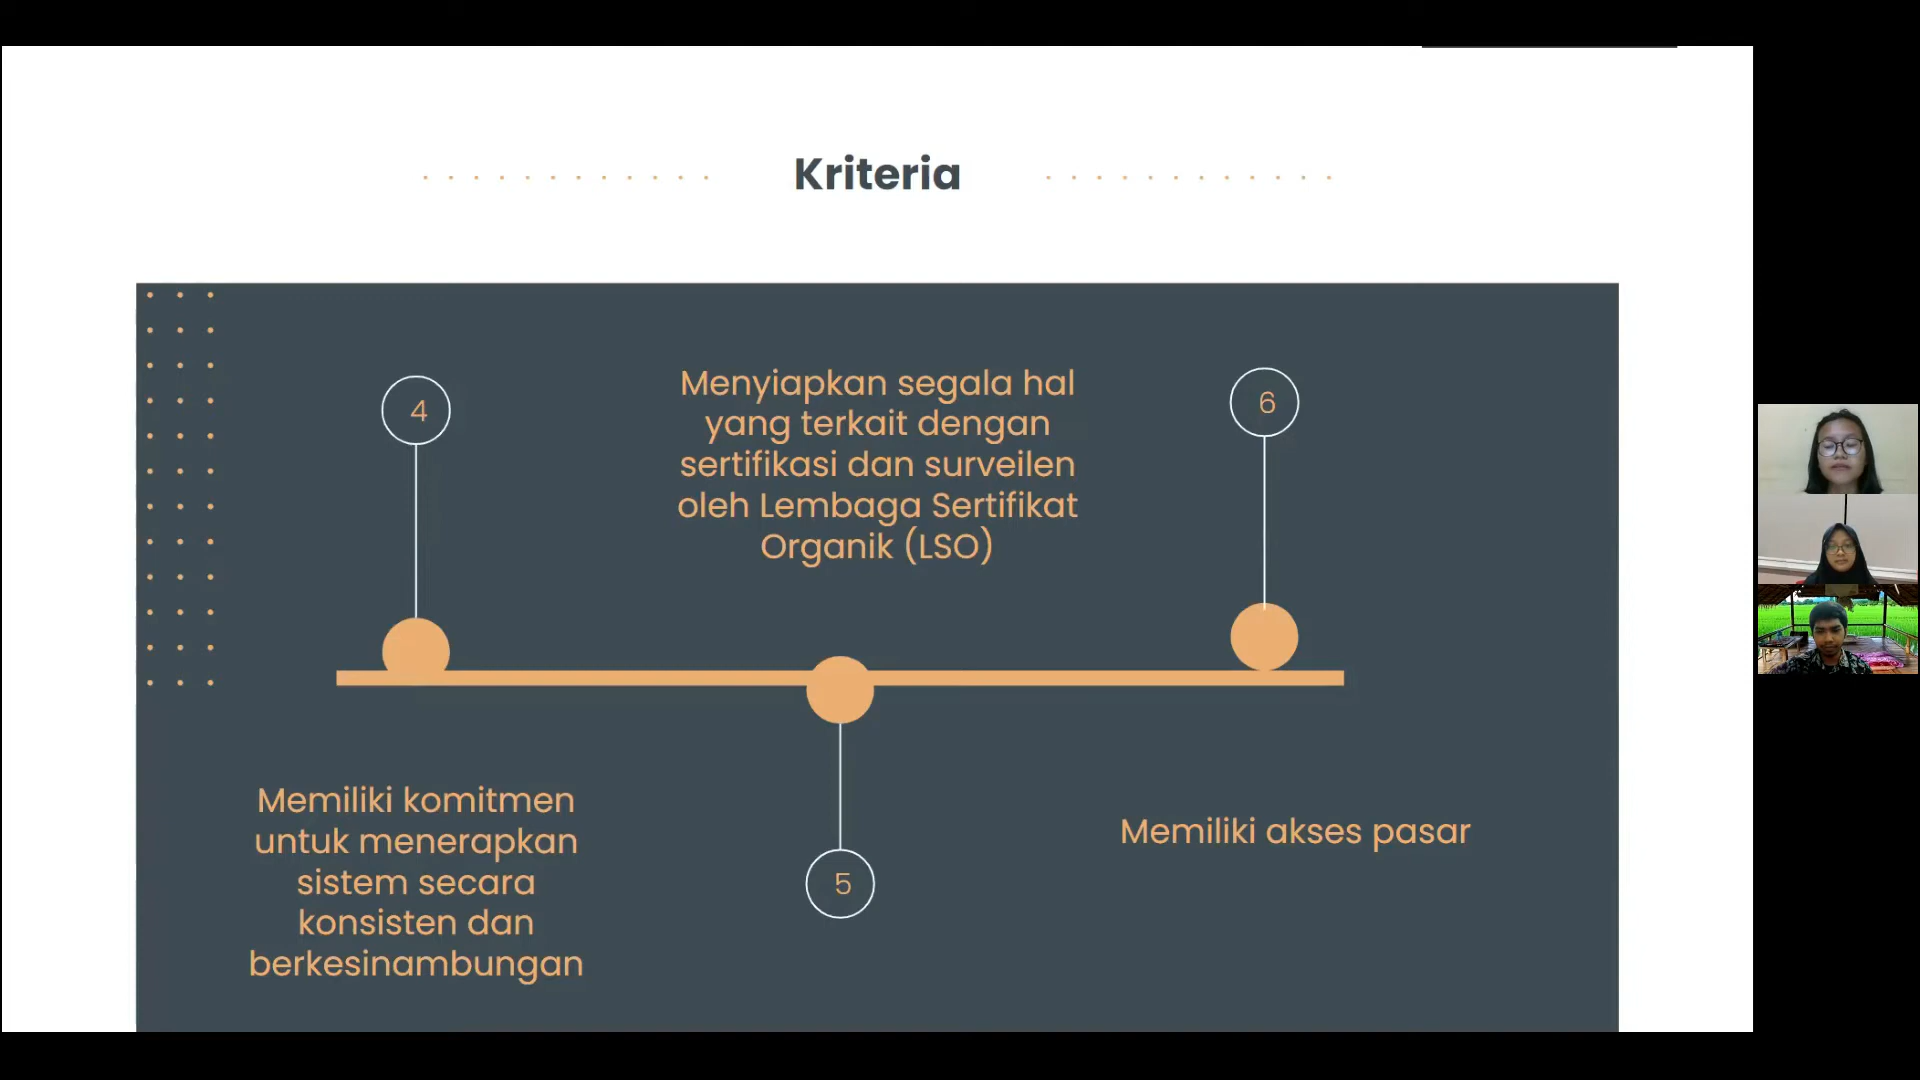 Kriteria
4
Memiliki komitmen
untuk menerapkan
sistem secara
konsisten dan
berkesinambungan
Menyiapkan segala hal
yang terkait dengan
sertifikasi dan surveilen
oleh Lembaga Sertifikat
Organik (LSO)
5
6
Memiliki akses pasar